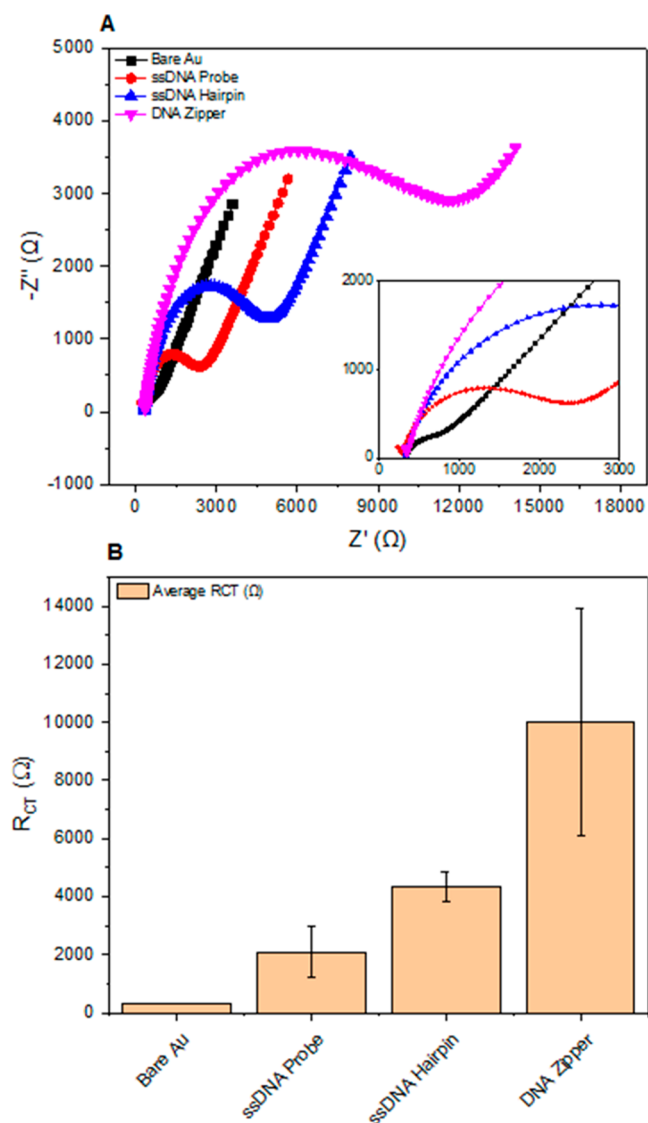 A
5000
4000
3000
2000
1000
0
-1000
-Z'' (Ω)
Bare Au
ssDNA Probe
ssDNA Hairpin
DNA Zipper
2000
1000
0
0 1000 2000 3000
0 3000 6000 9000 12000 15000 18000
Z' (Ω)
B
Average RCT (Ω)
14000
12000
10000
8000
6000
4000
2000
0
RCT (Ω)
Bare Au
ssDNA Probe
ssDNA Hairpin
DNA Zipper